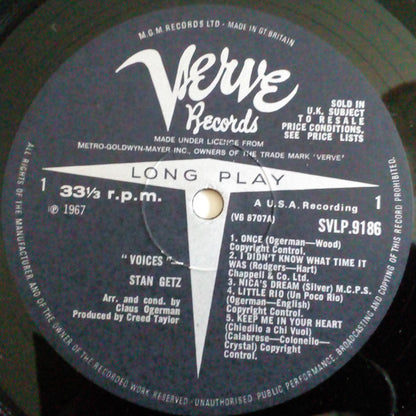 M.G.M. RECORDS LTD · MADE IN GT. BRITAIN
Verve
Records
SOLD IN
U.K. SUBJECT
TO RESALE
PRICE CONDITIONS,
SEE PRICE LISTS
MADE UNDER LICENCE FROM
METRO-GOLDWYN-MAYER INC., OWNERS OF THE TRADE MARK 'VERVE'
LONG PLAY
1
33⅓ r.p.m.
℗ 1967
A U.S.A. Recording
1
(V6 8707A)
SVLP.9186
"VOICES"
STAN GETZ
Arr. and cond. by
Claus Ogerman
Produced by Creed Taylor
1. ONCE (Ogerman—Wood)
Copyright Control.
2. I DIDN'T KNOW WHAT TIME IT
WAS (Rodgers—Hart)
Chappell & Co. Ltd.
3. NICA'S DREAM (Silver) M.C.P.S.
4. LITTLE RIO (Un Poco Rio)
(Ogerman—English)
Copyright Control.
5. KEEP ME IN YOUR HEART
(Chiedilo a Chi Vuol)
(Calabrese—Colonello—
Crystal) Copyright
Control.
ALL RIGHTS OF THE MANUFACTURER AND OF THE OWNER OF THE RECORDED WORK RESERVED · UNAUTHORISED PUBLIC PERFORMANCE, BROADCASTING AND COPYING OF THIS RECORD PROHIBITED.